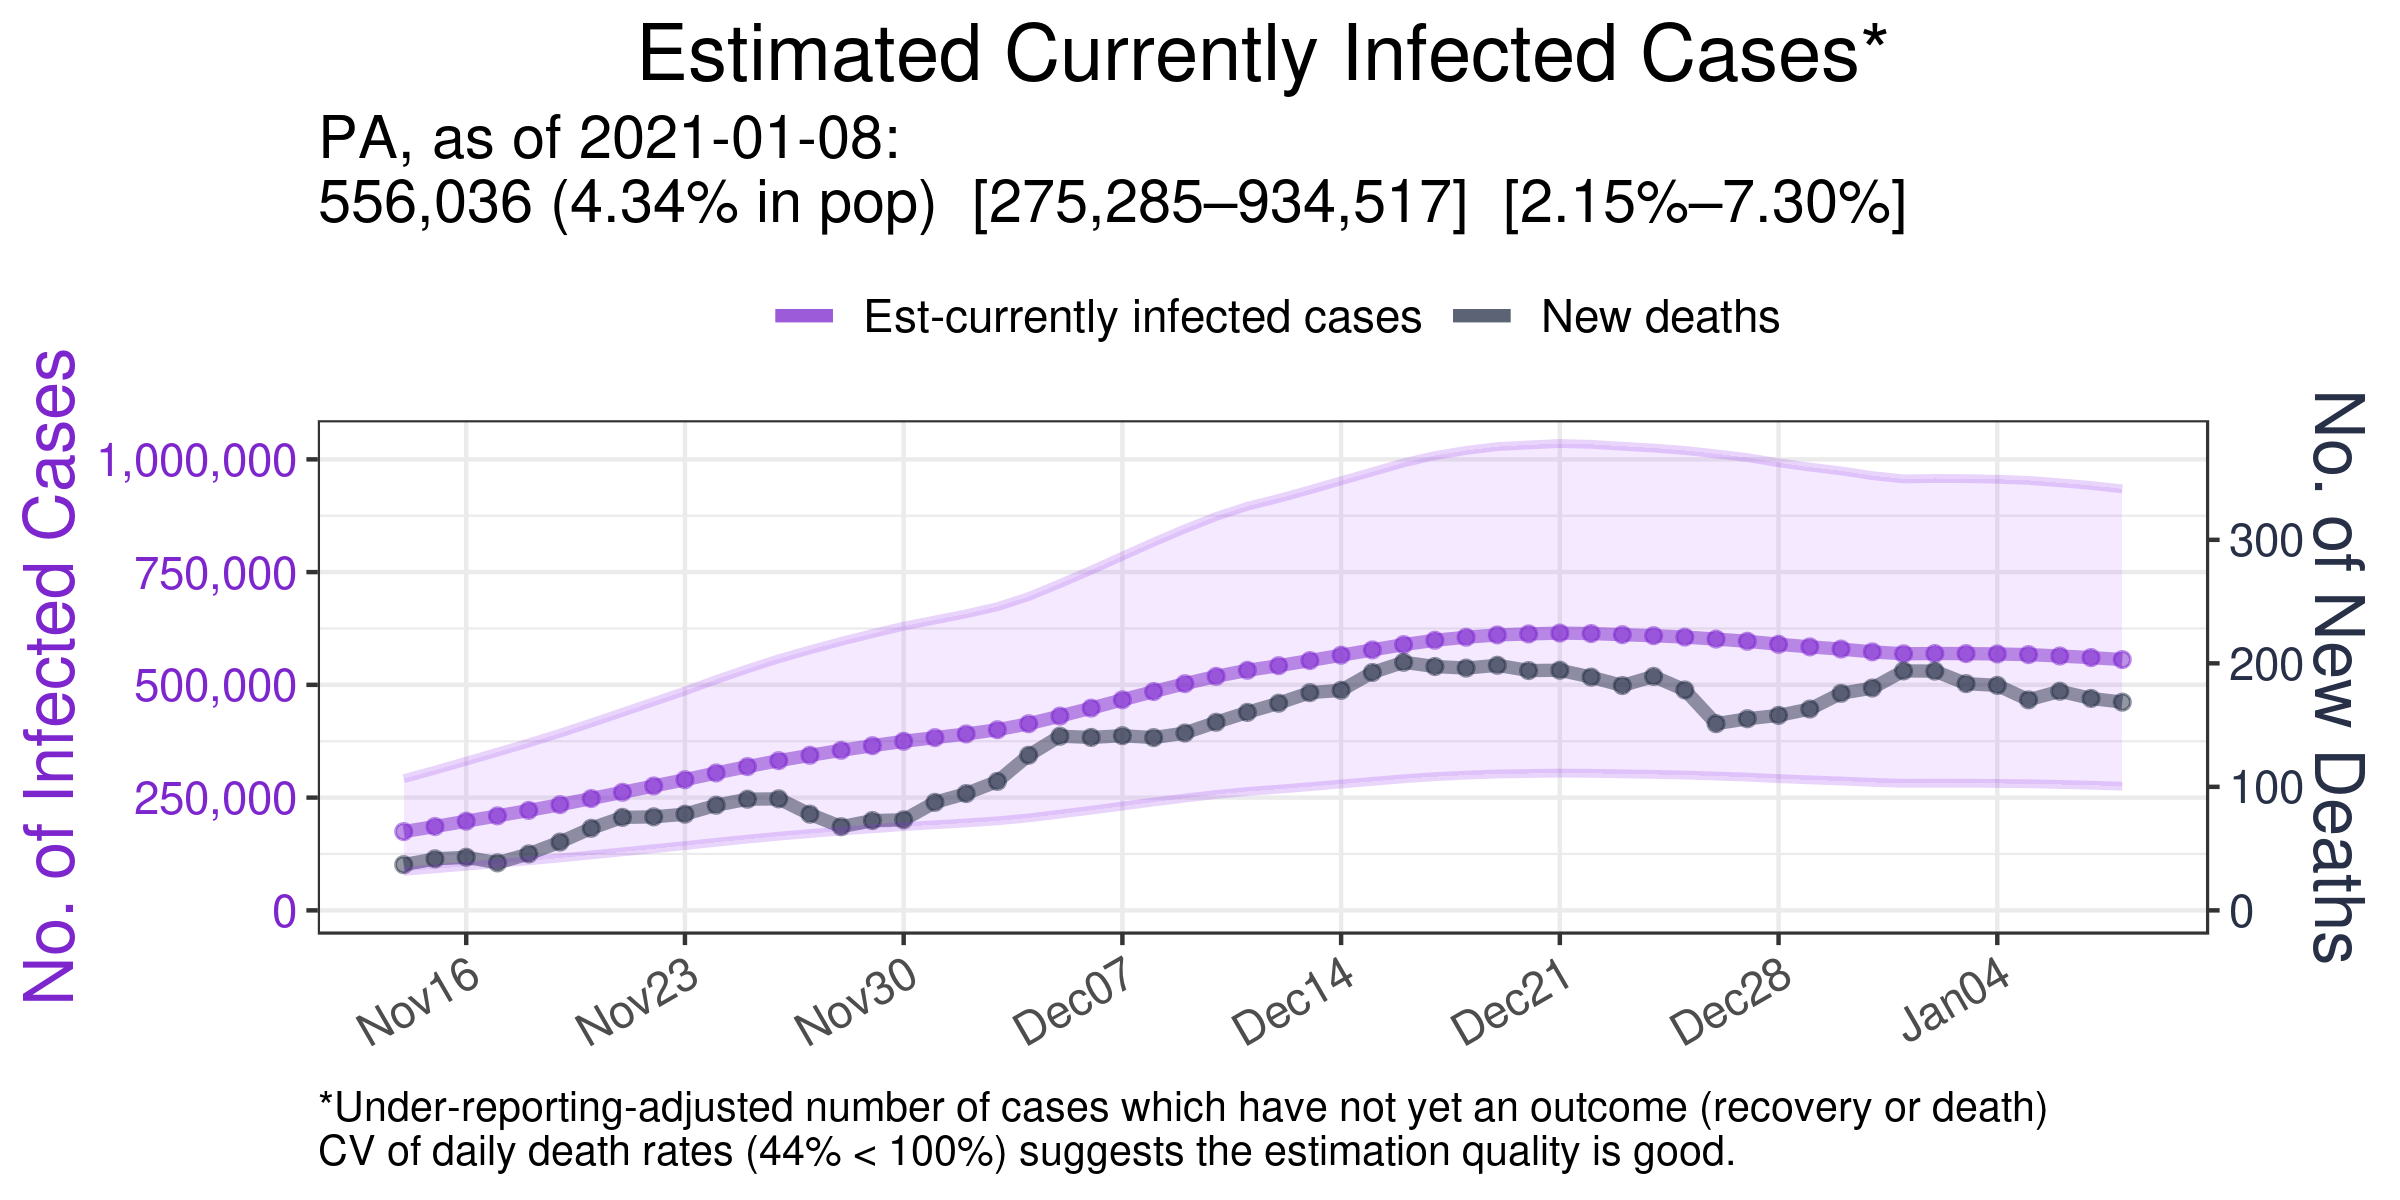 Estimated Currently Infected Cases*
PA, as of 2021-01-08:
556,036 (4.34% in pop)  [275,285–934,517]  [2.15%–7.30%]
Est-currently infected cases
New deaths
No. of Infected Cases
1,000,000
750,000
500,000
250,000
0
300
200
100
0
No. of New Deaths
Nov16
Nov23
Nov30
Dec07
Dec14
Dec21
Dec28
Jan04
*Under-reporting-adjusted number of cases which have not yet an outcome (recovery or death)
CV of daily death rates (44% < 100%) suggests the estimation quality is good.